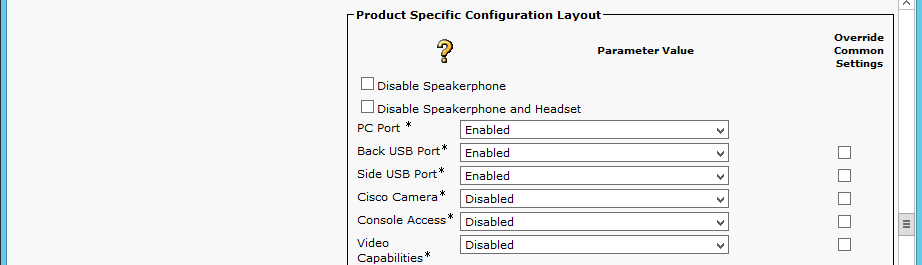 Product Specific Configuration Layout
? Parameter Value Override Common Settings
Disable Speakerphone
Disable Speakerphone and Headset
PC Port * Enabled
Back USB Port* Enabled
Side USB Port* Enabled
Cisco Camera* Disabled
Console Access* Disabled
Video Capabilities* Disabled